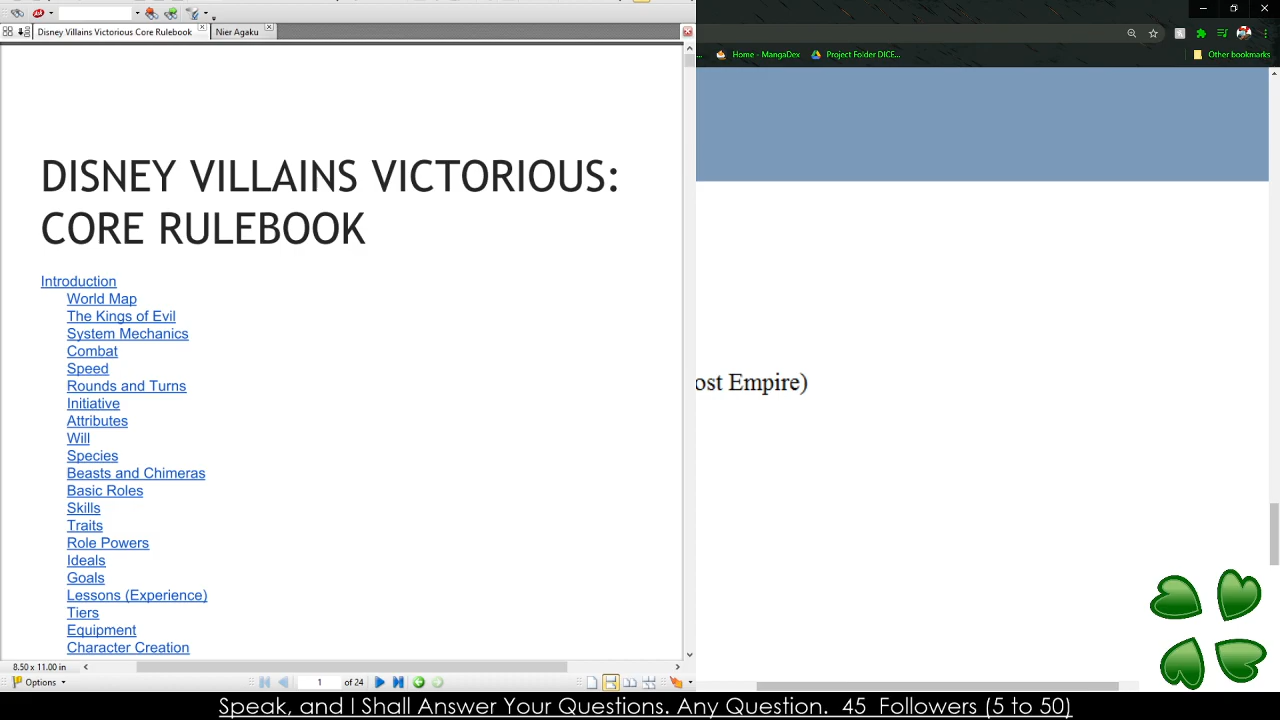 Disney Villains Victorious Core Rulebook
Nier Agaku
Home - MangaDex
Project Folder DICE...
Other bookmarks
DISNEY VILLAINS VICTORIOUS:
CORE RULEBOOK
Introduction
World Map
The Kings of Evil
System Mechanics
Combat
Speed
Rounds and Turns
Initiative
Attributes
Will
Species
Beasts and Chimeras
Basic Roles
Skills
Traits
Role Powers
Ideals
Goals
Lessons (Experience)
Tiers
Equipment
Character Creation
ost Empire)
8.50 x 11.00 in
Options
1 of 24
Speak, and I Shall Answer Your Questions. Any Question. 45 Followers (5 to 50)